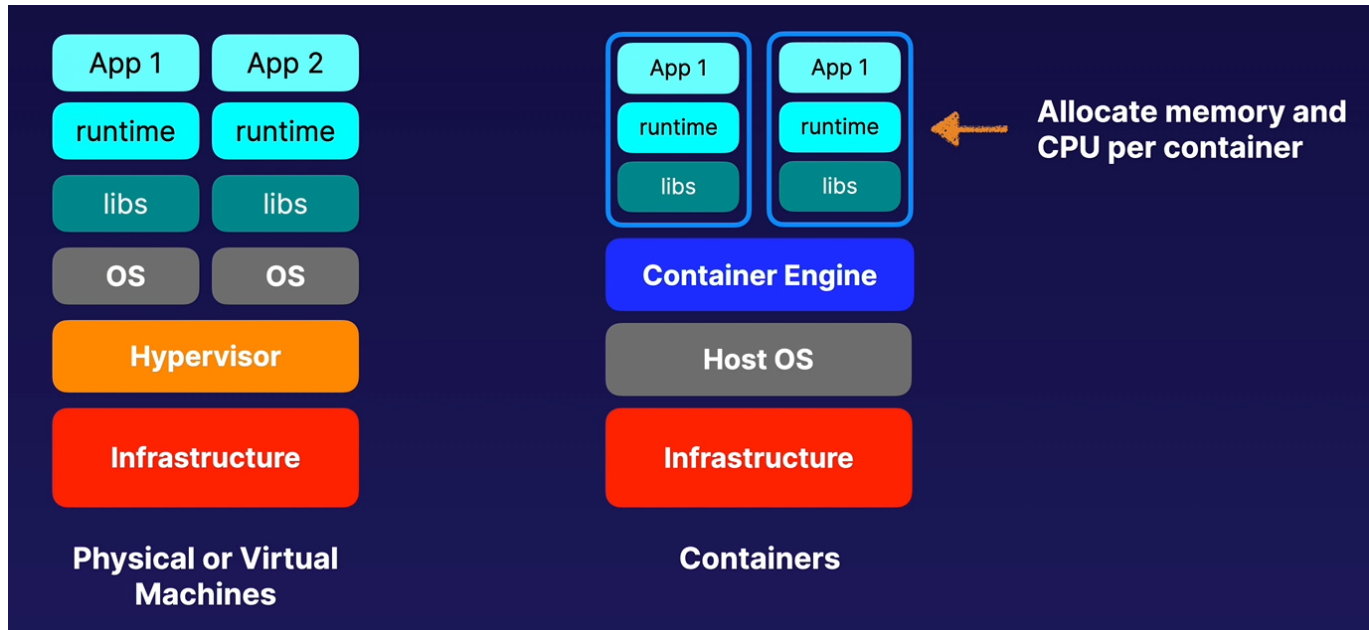 App 1
App 2
runtime
runtime
libs
libs
OS
OS
Hypervisor
Infrastructure
Physical or Virtual
Machines
App 1
App 1
runtime
runtime
libs
libs
Container Engine
Host OS
Infrastructure
Containers
Allocate memory and
CPU per container